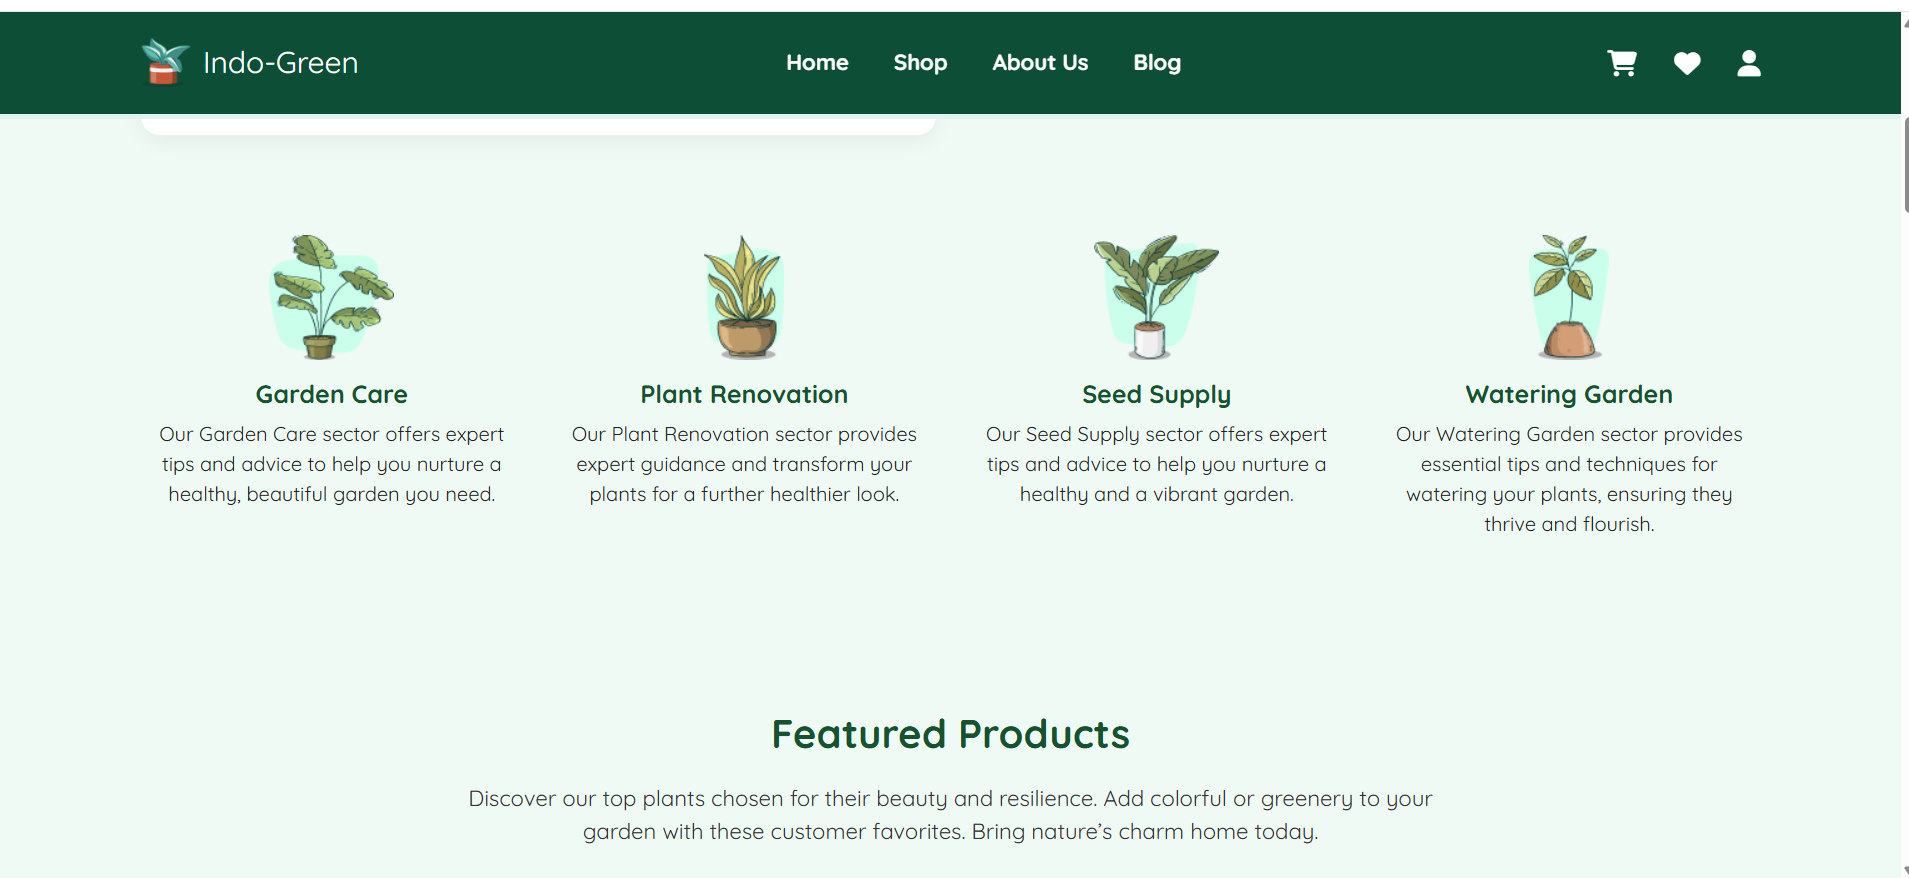 Indo-Green
Home
Shop
About Us
Blog
Garden Care
Our Garden Care sector offers expert
tips and advice to help you nurture a
healthy, beautiful garden you need.
Plant Renovation
Our Plant Renovation sector provides
expert guidance and transform your
plants for a further healthier look.
Seed Supply
Our Seed Supply sector offers expert
tips and advice to help you nurture a
healthy and a vibrant garden.
Watering Garden
Our Watering Garden sector provides
essential tips and techniques for
watering your plants, ensuring they
thrive and flourish.
Featured Products
Discover our top plants chosen for their beauty and resilience. Add colorful or greenery to your
garden with these customer favorites. Bring nature’s charm home today.